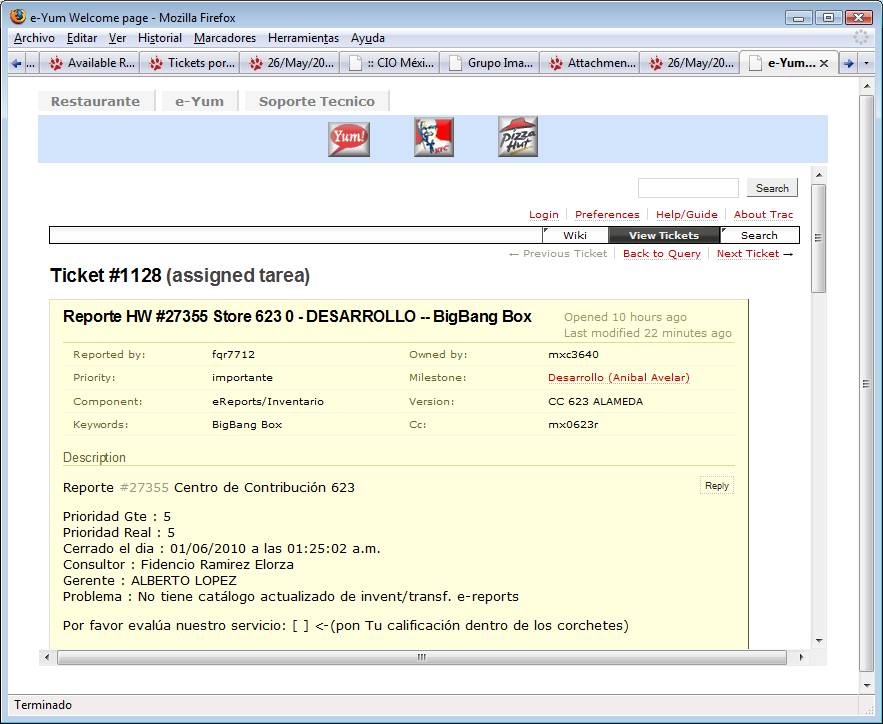 e-Yum Welcome page - Mozilla Firefox
Archivo Editar Ver Historial Marcadores Herramientas Ayuda
... Available R... Tickets por... 26/May/20... :: CIO Méxi... Grupo Ima... Attachmen... 26/May/20... e-Yum...
Restaurante e-Yum Soporte Tecnico
Yum! KFC Pizza Hut
Search
Login Preferences Help/Guide About Trac
Wiki View Tickets Search
← Previous Ticket Back to Query Next Ticket →
Ticket #1128 (assigned tarea)
Reporte HW #27355 Store 623 0 - DESARROLLO -- BigBang Box Opened 10 hours ago
Last modified 22 minutes ago
Reported by: fqr7712 Owned by: mxc3640
Priority: importante Milestone: Desarrollo (Anibal Avelar)
Component: eReports/Inventario Version: CC 623 ALAMEDA
Keywords: BigBang Box Cc: mx0623r
Description
Reporte #27355 Centro de Contribución 623 Reply
Prioridad Gte : 5
Prioridad Real : 5
Cerrado el dia : 01/06/2010 a las 01:25:02 a.m.
Consultor : Fidencio Ramirez Elorza
Gerente : ALBERTO LOPEZ
Problema : No tiene catálogo actualizado de invent/transf. e-reports
Por favor evalúa nuestro servicio: [ ] <-(pon Tu calificación dentro de los corchetes)
Terminado